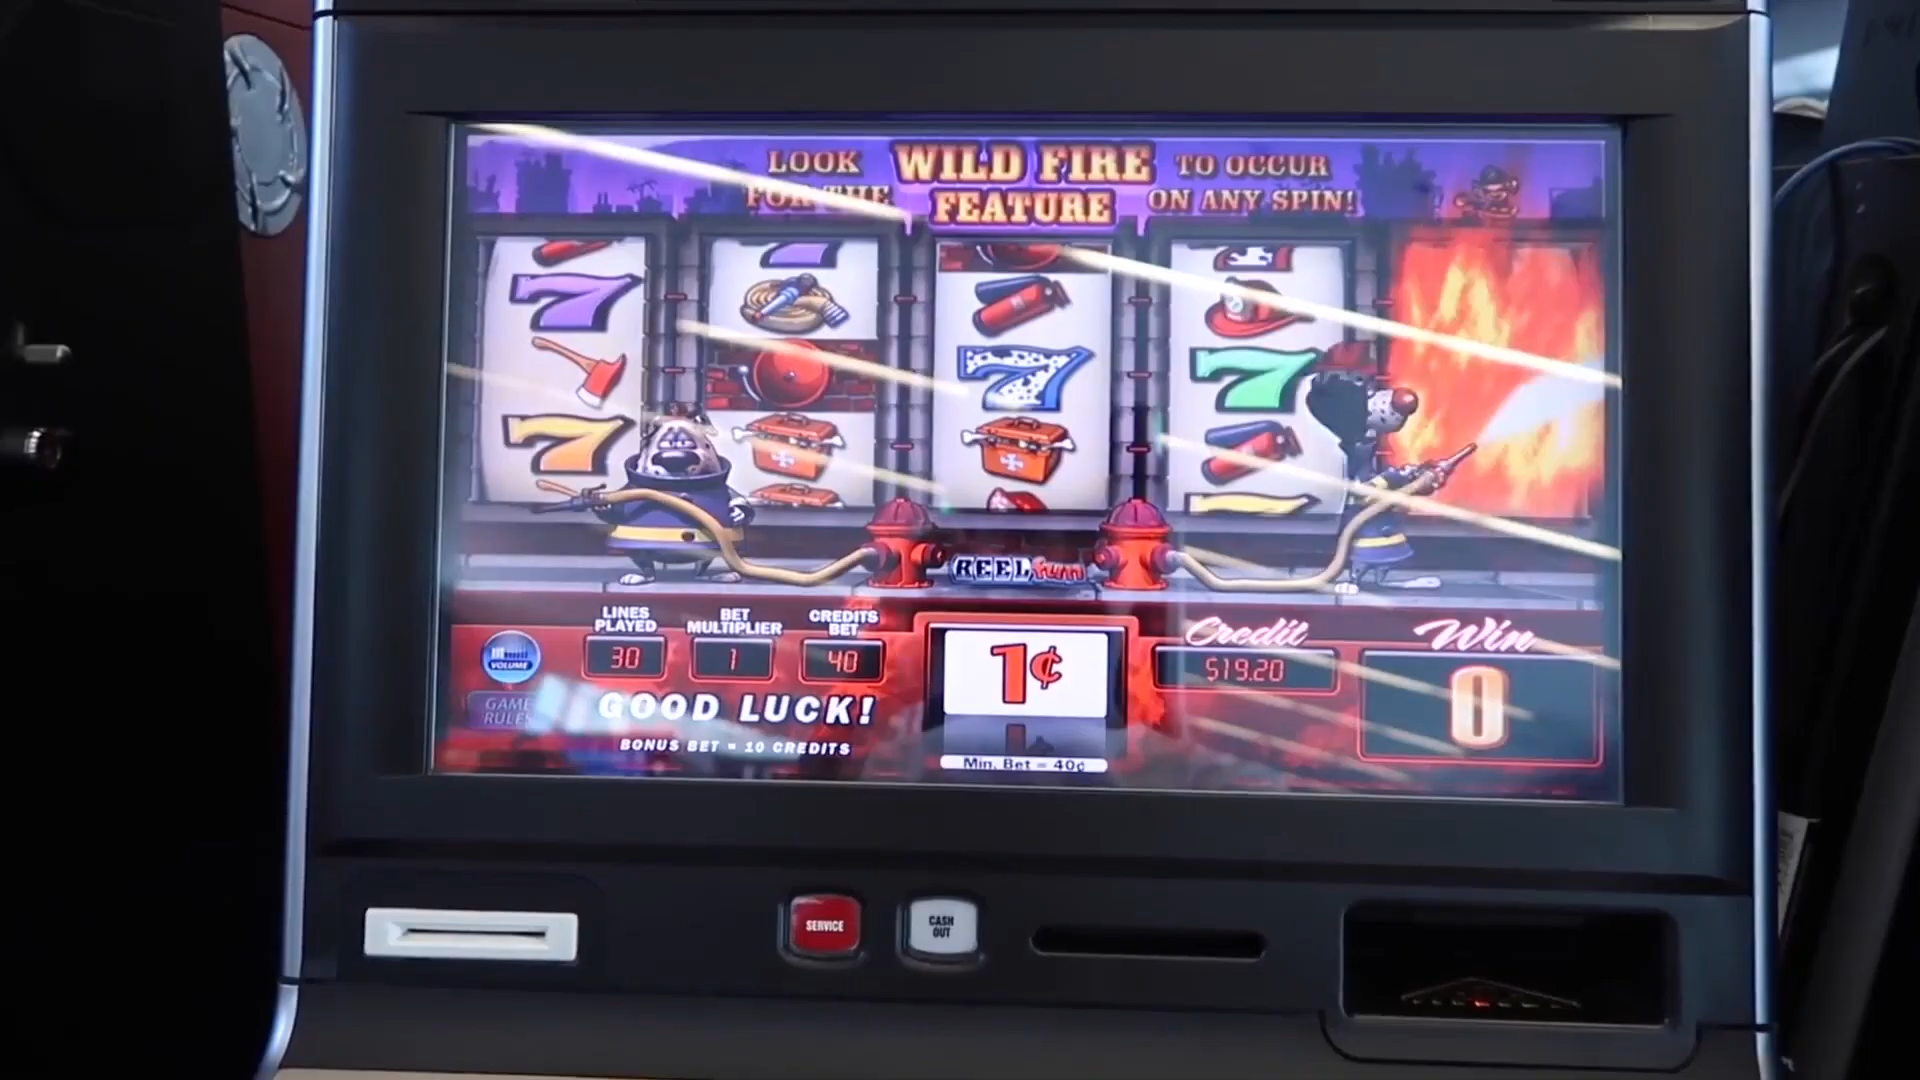 LOOK FOR THE
WILD FIRE
FEATURE
TO OCCUR
ON ANY SPIN!
REEL fun
LINES
PLAYED
30
BET
MULTIPLIER
1
CREDITS
BET
40
VOLUME
GAME
RULES
GOOD LUCK!
BONUS BET = 10 CREDITS
1¢
Min. Bet = 40¢
Credit
$19.20
Win
0
SERVICE
CASH
OUT